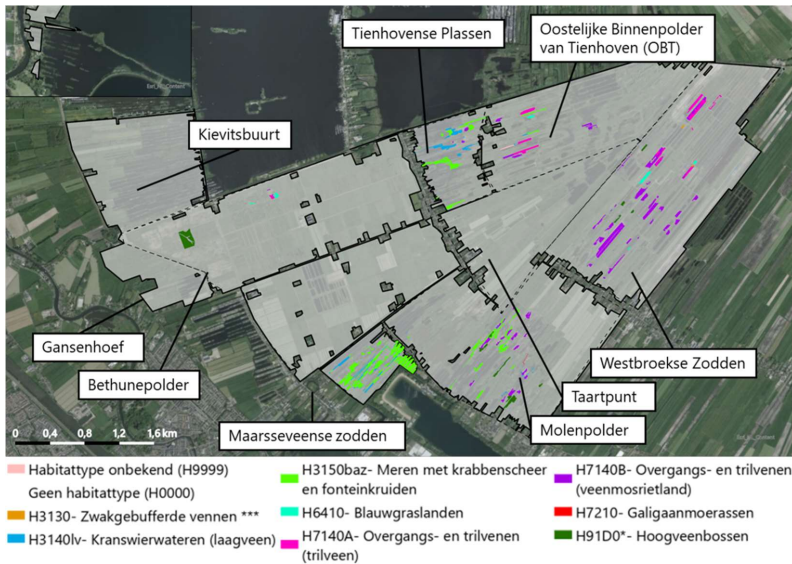 Tienhovense Plassen
Oostelijke Binnenpolder
van Tienhoven (OBT)
Kievitsbuurt
Gansenhoef
Bethunepolder
Maarsseveense zodden
Westbroekse Zodden
Taartpunt
Molenpolder
0 0,4 0,8 1,2 1,6 km
Habitattype onbekend (H9999)
Geen habitattype (H0000)
H3130- Zwakgebufferde vennen ***
H3140lv- Kranswierwateren (laagveen)
H3150baz- Meren met krabbenscheer
en fonteinkruiden
H6410- Blauwgraslanden
H7140A- Overgangs- en trilvenen
(trilveen)
H7140B- Overgangs- en trilvenen
(veenmosrietland)
H7210- Galigaanmoerassen
H91D0*- Hoogveenbossen